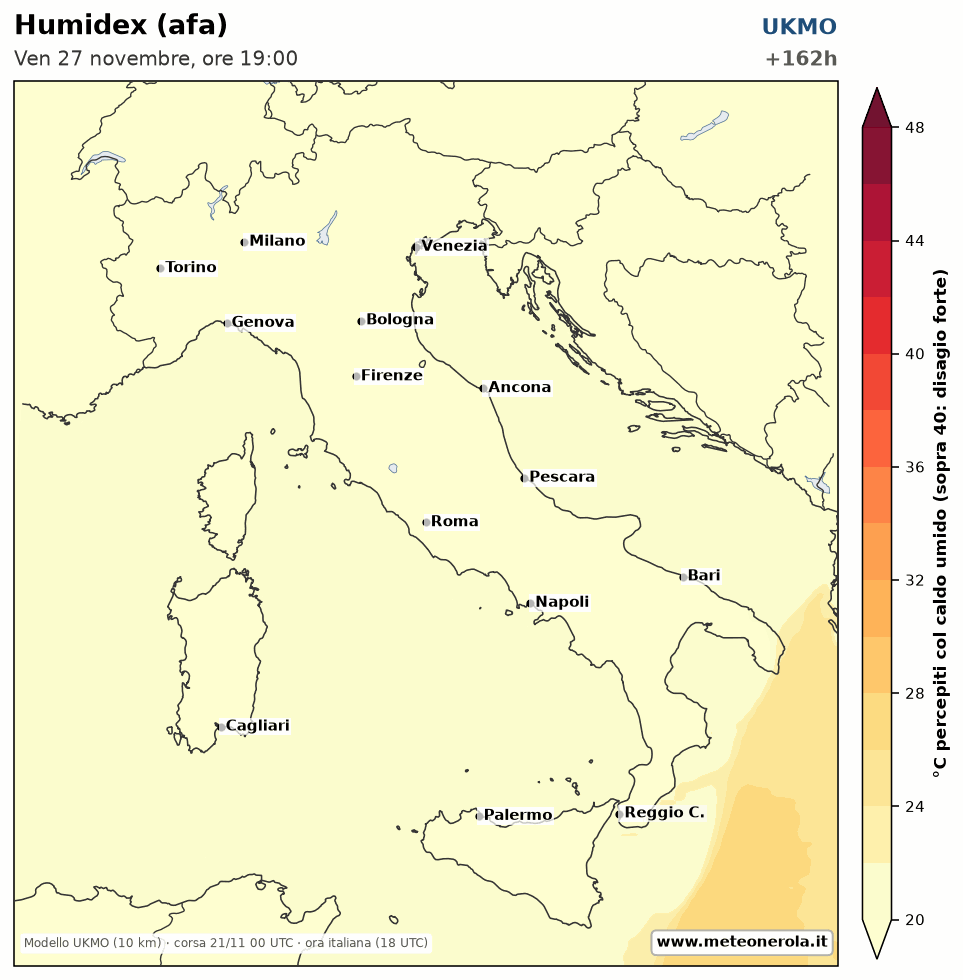 Humidex (afa)
UKMO
Ven 27 novembre, ore 19:00
+162h
48
44
40
36
32
28
24
20
°C percepiti col caldo umido (sopra 40: disagio forte)
Milano
Venezia
Torino
Genova
Bologna
Firenze
Ancona
Pescara
Roma
Bari
Napoli
Cagliari
Palermo
Reggio C.
Modello UKMO (10 km) · corsa 21/11 00 UTC · ora italiana (18 UTC)
www.meteonerola.it